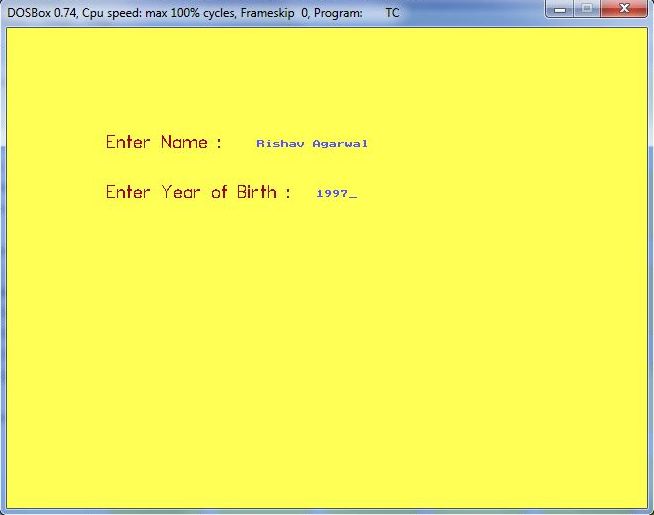 DOSBox 0.74, Cpu speed: max 100% cycles, Frameskip 0, Program: TC
Enter Name : Rishav Agarwal
Enter Year of Birth : 1997_